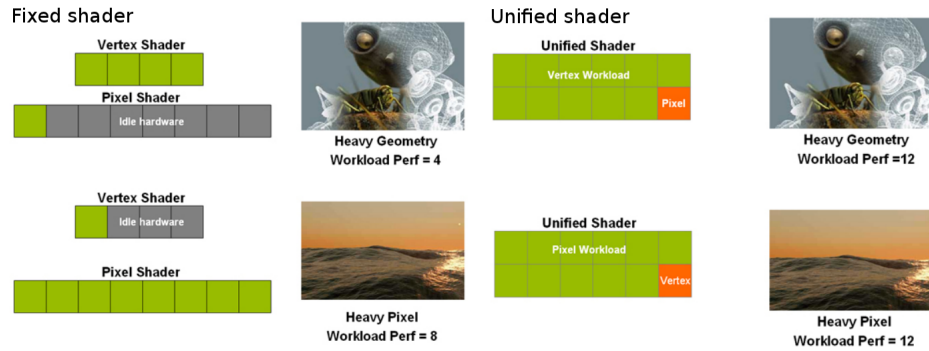 Fixed shader
Vertex Shader
Pixel Shader
Idle hardware
Heavy Geometry
Workload Perf = 4
Vertex Shader
Idle hardware
Pixel Shader
Heavy Pixel
Workload Perf = 8
Unified shader
Unified Shader
Vertex Workload
Pixel
Heavy Geometry
Workload Perf =12
Unified Shader
Pixel Workload
Vertex
Heavy Pixel
Workload Perf = 12